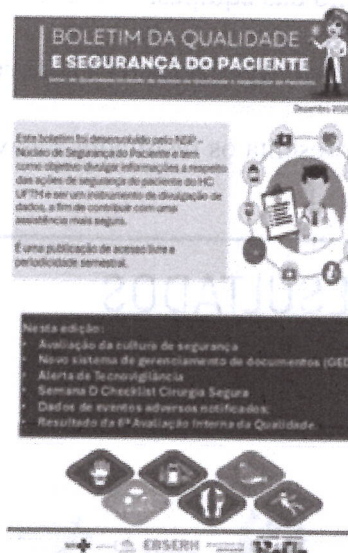 BOLETIM DA QUALIDADE
E SEGURANÇA DO PACIENTE
Dezembro 2020
Este boletim foi desenvolvido pelo NSP -
Núcleo de Segurança do Paciente e tem
como objetivo divulgar informações a respeito
das ações de segurança do paciente do HC
UFTM e ser um instrumento de divulgação de
dados, a fim de contribuir com uma
assistência mais segura.
É uma publicação de acesso livre e
periodicidade semestral.
Nesta edição:
• Avaliação da cultura de segurança
• Novo sistema de gerenciamento de documentos (GED
• Alerta de Tecnovigilância
• Semana D Checklist Cirurgia Segura
• Dados de eventos adversos notificados;
• Resultado da 6ª Avaliação Interna da Qualidade
EBSERH